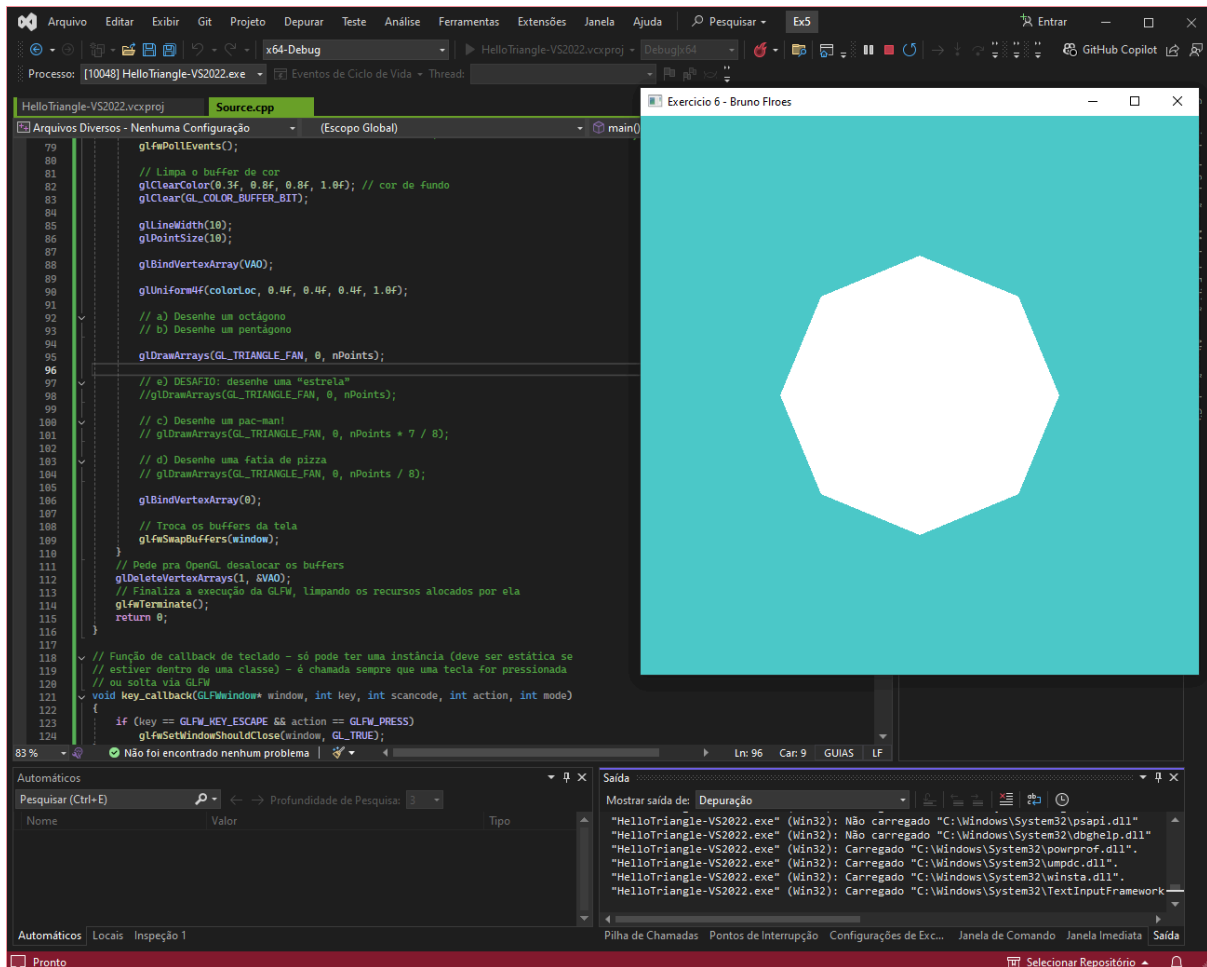 Arquivo Editar Exibir Git Projeto Depurar Teste Análise Ferramentas Extensões Janela Ajuda Pesquisar Ex5 Entrar
x64-Debug HelloTriangle-VS2022.vcxproj Debug|x64 GitHub Copilot
Processo: [10048] HelloTriangle-VS2022.exe Eventos de Ciclo de Vida Thread:
HelloTriangle-VS2022.vcxproj Source.cpp
Arquivos Diversos - Nenhuma Configuração (Escopo Global) main()
Exercicio 6 - Bruno Flroes
79 glfwPollEvents();
80
81 // Limpa o buffer de cor
82 glClearColor(0.3f, 0.8f, 0.8f, 1.0f); // cor de fundo
83 glClear(GL_COLOR_BUFFER_BIT);
84
85 glLineWidth(10);
86 glPointSize(10);
87
88 glBindVertexArray(VAO);
89
90 glUniform4f(colorLoc, 0.4f, 0.4f, 0.4f, 1.0f);
91
92 // a) Desenhe um octágono
93 // b) Desenhe um pentágono
94
95 glDrawArrays(GL_TRIANGLE_FAN, 0, nPoints);
96
97 // e) DESAFIO: desenhe uma "estrela"
98 //glDrawArrays(GL_TRIANGLE_FAN, 0, nPoints);
99
100 // c) Desenhe um pac-man!
101 // glDrawArrays(GL_TRIANGLE_FAN, 0, nPoints * 7 / 8);
102
103 // d) Desenhe uma fatia de pizza
104 // glDrawArrays(GL_TRIANGLE_FAN, 0, nPoints / 8);
105
106 glBindVertexArray(0);
107
108 // Troca os buffers da tela
109 glfwSwapBuffers(window);
110 }
111 // Pede pra OpenGL desalocar os buffers
112 glDeleteVertexArrays(1, &VAO);
113 // Finaliza a execução da GLFW, limpando os recursos alocados por ela
114 glfwTerminate();
115 return 0;
116 }
117
118 // Função de callback de teclado - só pode ter uma instância (deve ser estática se
119 // estiver dentro de uma classe) - é chamada sempre que uma tecla for pressionada
120 // ou solta via GLFW
121 void key_callback(GLFWwindow* window, int key, int scancode, int action, int mode)
122 {
123 if (key == GLFW_KEY_ESCAPE && action == GLFW_PRESS)
124 glfwSetWindowShouldClose(window, GL_TRUE);
83 % Não foi encontrado nenhum problema Ln: 96 Car: 9 GUIAS LF
Automáticos
Pesquisar (Ctrl+E) Profundidade de Pesquisa: 3
Nome Valor Tipo
Automáticos Locais Inspeção 1
Saída
Mostrar saída de: Depuração
"HelloTriangle-VS2022.exe" (Win32): Não carregado "C:\Windows\System32\psapi.dll"
"HelloTriangle-VS2022.exe" (Win32): Não carregado "C:\Windows\System32\dbghelp.dll"
"HelloTriangle-VS2022.exe" (Win32): Carregado "C:\Windows\System32\powrprof.dll".
"HelloTriangle-VS2022.exe" (Win32): Carregado "C:\Windows\System32\umpdc.dll".
"HelloTriangle-VS2022.exe" (Win32): Carregado "C:\Windows\System32\winsta.dll".
"HelloTriangle-VS2022.exe" (Win32): Carregado "C:\Windows\System32\TextInputFramework
Pilha de Chamadas Pontos de Interrupção Configurações de Exc... Janela de Comando Janela Imediata Saída
Pronto Selecionar Repositório